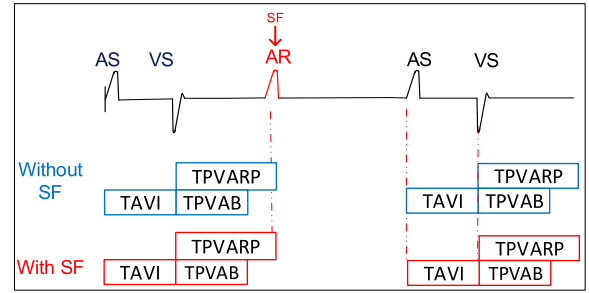 SF
AS VS AR AS VS
Without
SF
TPVARP TPVARP
TAVI TPVAB TAVI TPVAB
TPVARP TPVARP
With SF TAVI TPVAB TAVI TPVAB